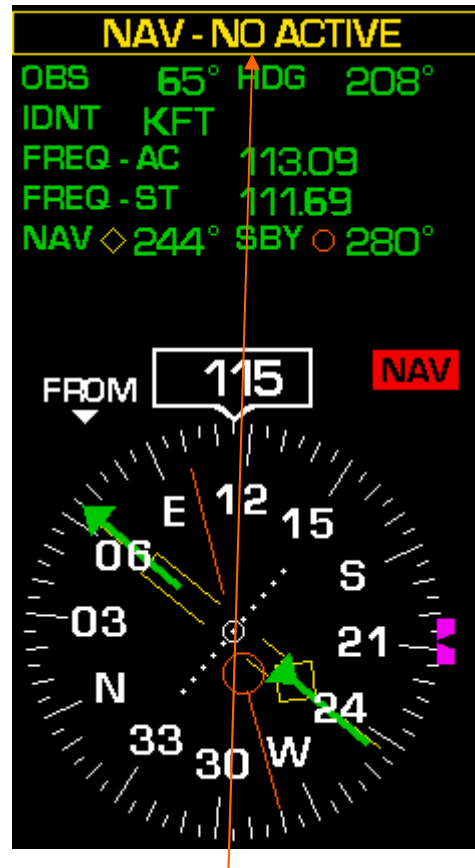 NAV - NO ACTIVE
OBS 65° HDG 208°
IDNT KFT
FREQ - AC 113.09
FREQ - ST 111.69
NAV 244° SBY 280°
FROM 115 NAV
E 12 15
06 S
03 21
N 24
33 30 W